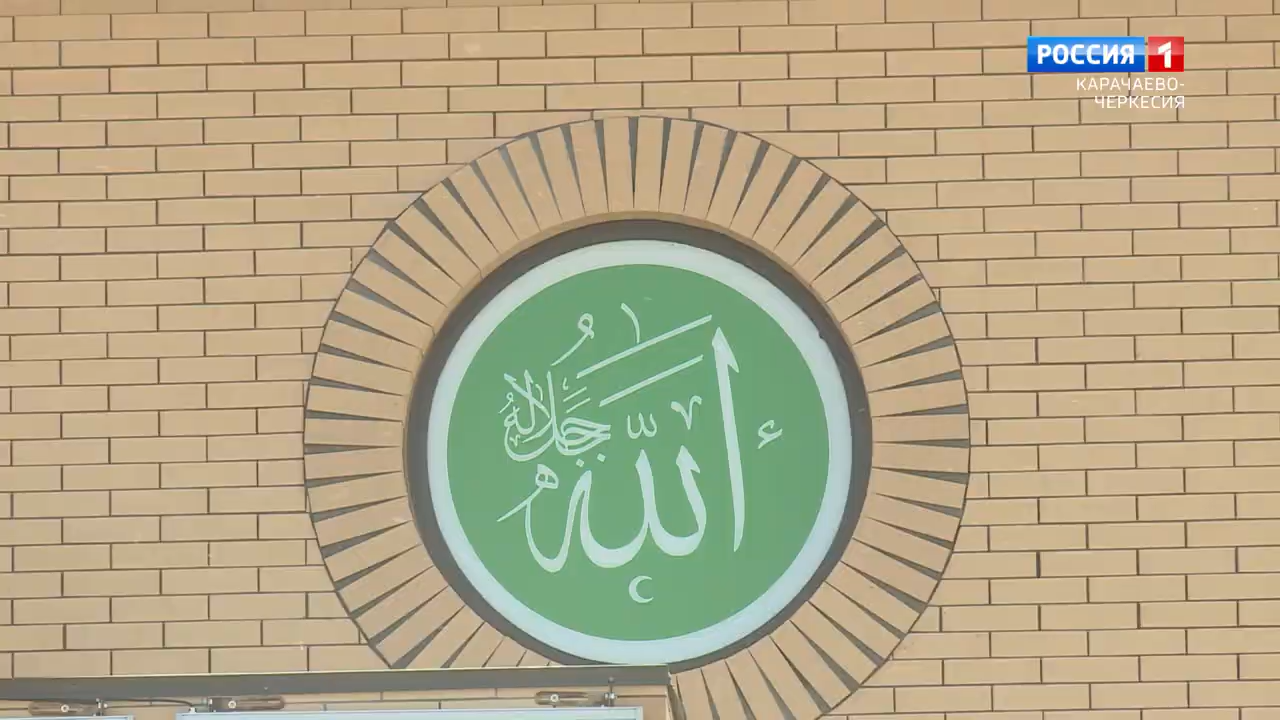 РОССИЯ 1
КАРАЧАЕВО-
ЧЕРКЕСИЯ
الله
جل جلاله